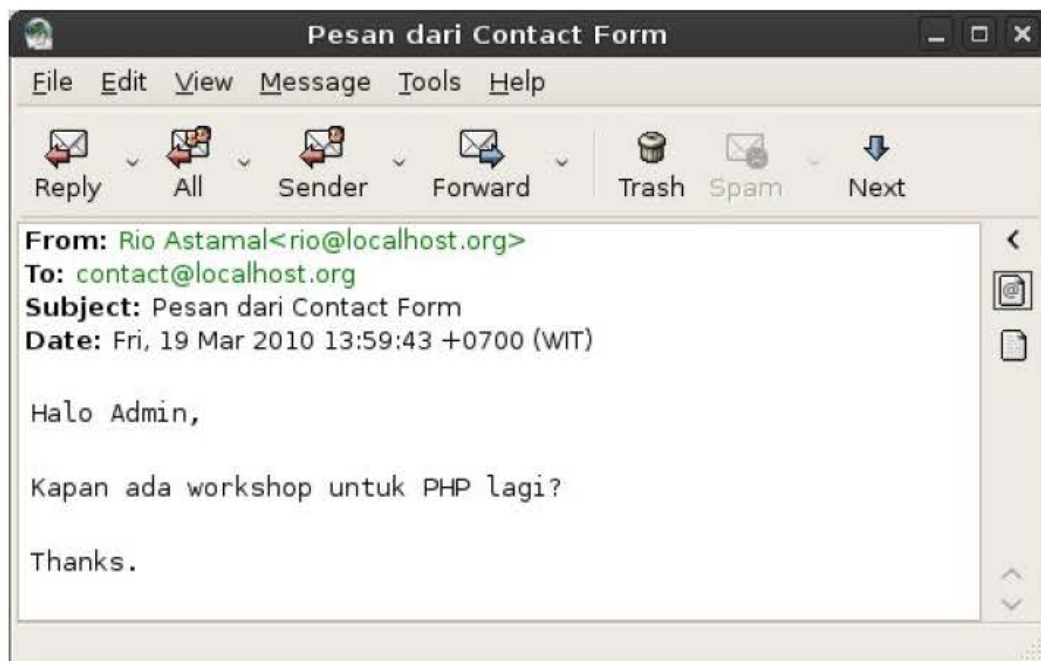 Pesan dari Contact Form
File Edit View Message Tools Help
Reply All Sender Forward Trash Spam Next
From: Rio Astamal<rio@localhost.org>
To: contact@localhost.org
Subject: Pesan dari Contact Form
Date: Fri, 19 Mar 2010 13:59:43 +0700 (WIT)
Halo Admin,
Kapan ada workshop untuk PHP lagi?
Thanks.